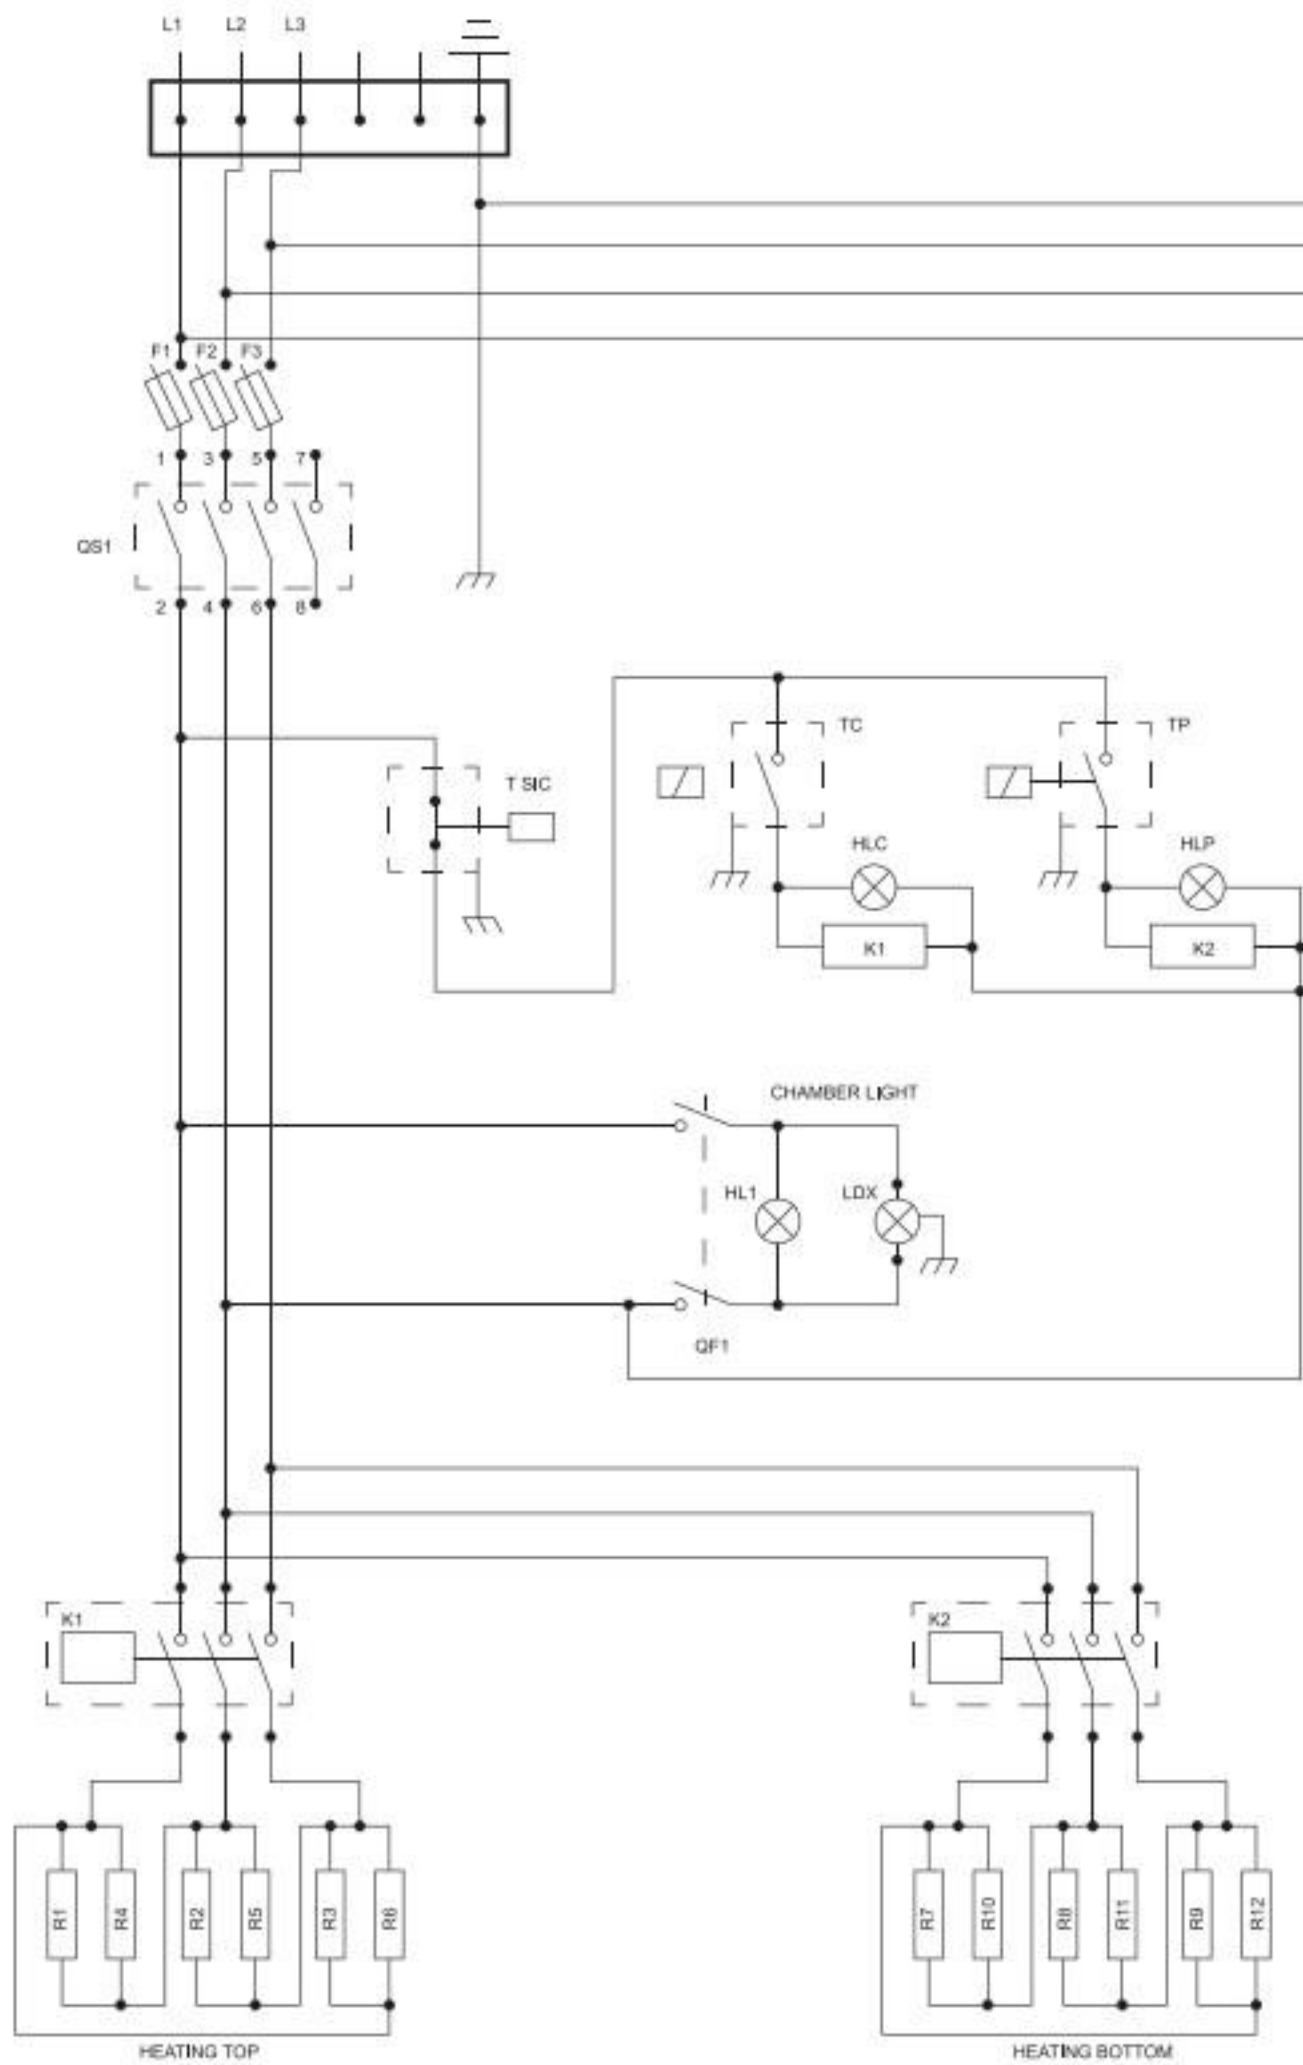 L1 L2 L3
F1 F2 F3
1 3 5 7
QS1
2 4 6 8
TC TP
T SIC
HLC HLP
K1 K2
CHAMBER LIGHT
HL1 LDX
QF1
K1 K2
R1 R4 R2 R5 R3 R6 R7 R10 R8 R11 R9 R12
HEATING TOP HEATING BOTTOM